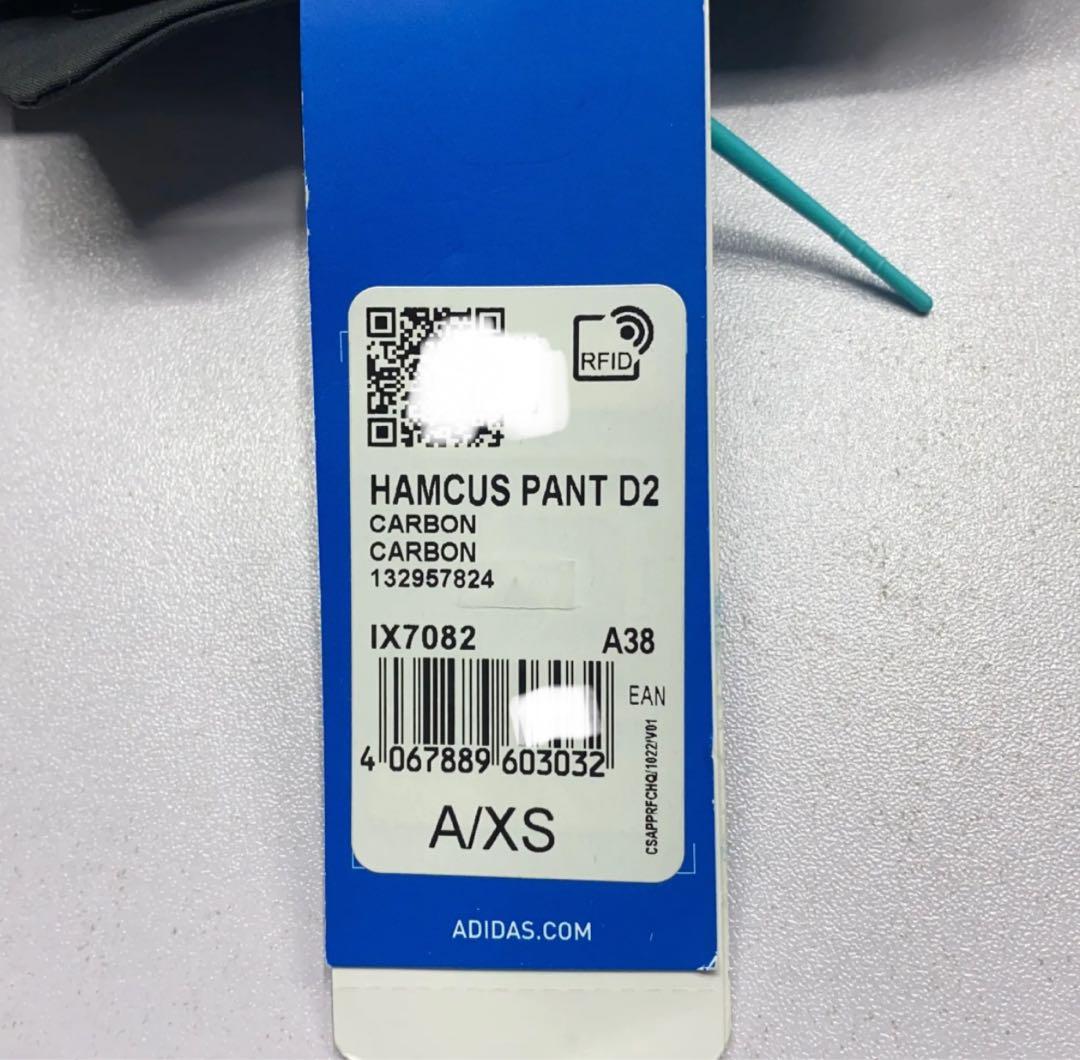 RFID
HAMCUS PANT D2
CARBON
CARBON
132957824
IX7082 A38
EAN
4 067889 603032
CSAPPRFCHQ/1022/V01
A/XS
ADIDAS.COM